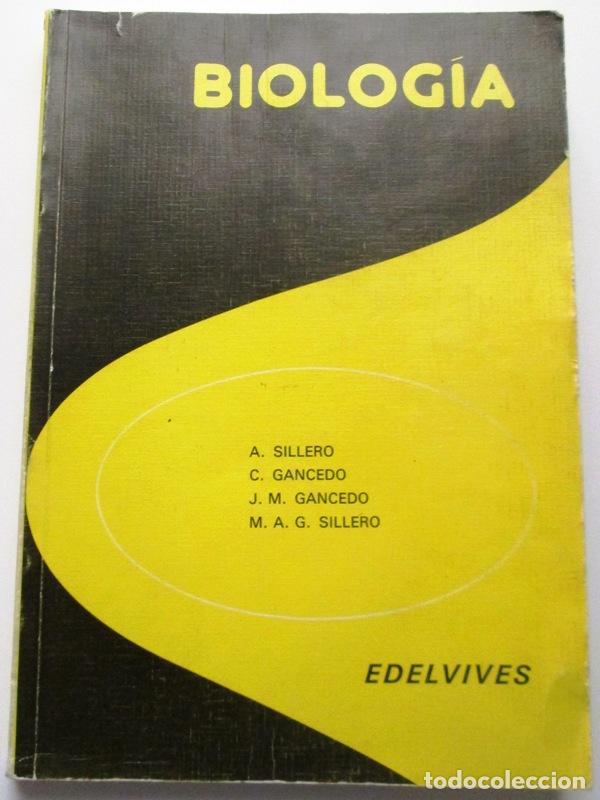 BIOLOGÍA
A. SILLERO
C. GANCEDO
J. M. GANCEDO
M. A. G. SILLERO
EDELVIVES
todocoleccion